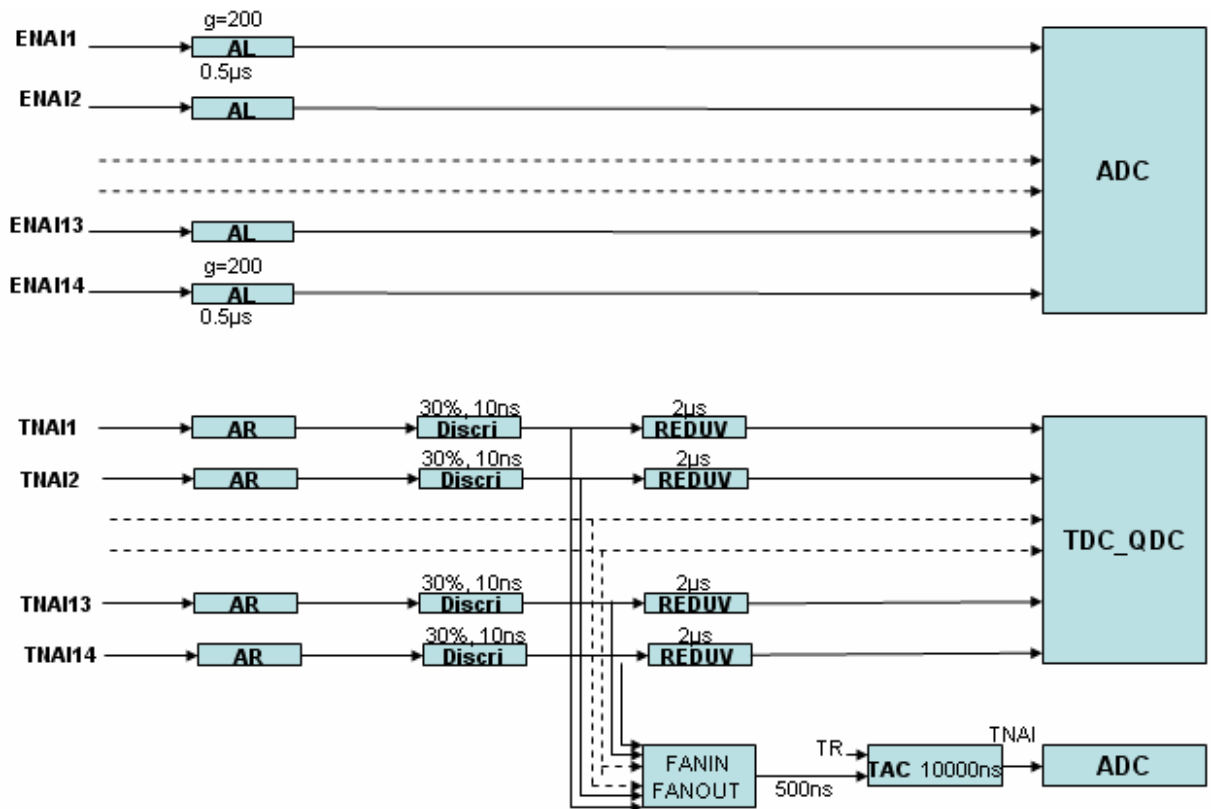 g=200
ENAI1
AL
0.5µs
ENAI2
AL
ADC
ENAI13
AL
g=200
ENAI14
AL
0.5µs
30%, 10ns
2µs
TNAI1
AR
Discri
REDUV
30%, 10ns
2µs
TNAI2
AR
Discri
REDUV
TDC_QDC
30%, 10ns
2µs
TNAI13
AR
Discri
REDUV
30%, 10ns
2µs
TNAI14
AR
Discri
REDUV
TNAI
TR
FANIN
FANOUT
500ns
TAC 10000ns
ADC